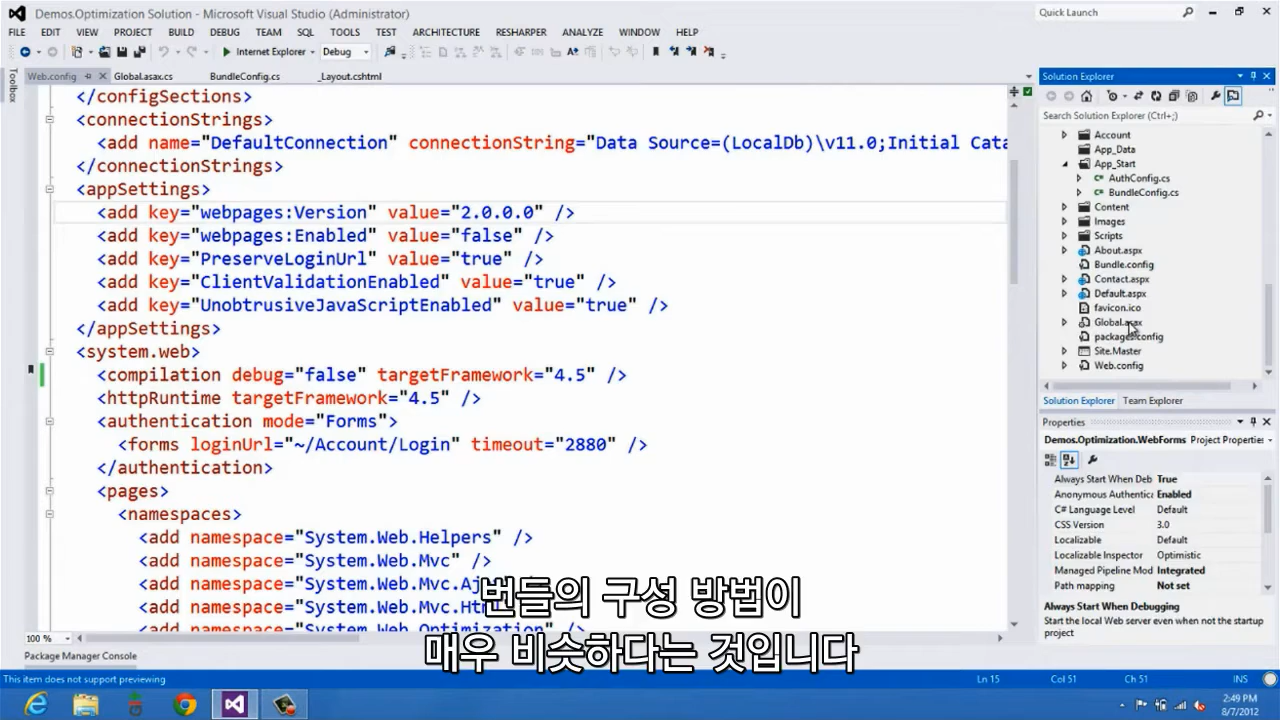 Demos.Optimization Solution - Microsoft Visual Studio (Administrator)
Quick Launch
FILE EDIT VIEW PROJECT BUILD DEBUG TEAM SQL TOOLS TEST ARCHITECTURE RESHARPER ANALYZE WINDOW HELP
Internet Explorer Debug
Toolbox
Web.config Global.asax.cs BundleConfig.cs _Layout.cshtml
</configSections>
<connectionStrings>
<add name="DefaultConnection" connectionString="Data Source=(LocalDb)\v11.0;Initial Cata
</connectionStrings>
<appSettings>
<add key="webpages:Version" value="2.0.0.0" />
<add key="webpages:Enabled" value="false" />
<add key="PreserveLoginUrl" value="true" />
<add key="ClientValidationEnabled" value="true" />
<add key="UnobtrusiveJavaScriptEnabled" value="true" />
</appSettings>
<system.web>
<compilation debug="false" targetFramework="4.5" />
<httpRuntime targetFramework="4.5" />
<authentication mode="Forms">
<forms loginUrl="~/Account/Login" timeout="2880" />
</authentication>
<pages>
<namespaces>
<add namespace="System.Web.Helpers" />
<add namespace="System.Web.Mvc" />
<add namespace="System.Web.Mvc.Aj
<add namespace="System.Web.Mvc.Htm
<add namespace="System.Web.Optimization" />
번들의 구성 방법이
매우 비슷하다는 것입니다
100 %
Package Manager Console
Solution Explorer
Search Solution Explorer (Ctrl+;)
Account
App_Data
App_Start
AuthConfig.cs
BundleConfig.cs
Content
Images
Scripts
About.aspx
Bundle.config
Contact.aspx
Default.aspx
favicon.ico
Global.asax
packages.config
Site.Master
Web.config
Solution Explorer Team Explorer
Properties
Demos.Optimization.WebForms Project Properties
Always Start When Deb True
Anonymous Authentica Enabled
C# Language Level Default
CSS Version 3.0
Localizable Default
Localizable Inspector Optimistic
Managed Pipeline Mod Integrated
Path mapping Not set
Always Start When Debugging
Start the local Web server even when not the startup
project
This item does not support previewing
Ln 15 Col 51 Ch 51 INS
2:49 PM
8/7/2012